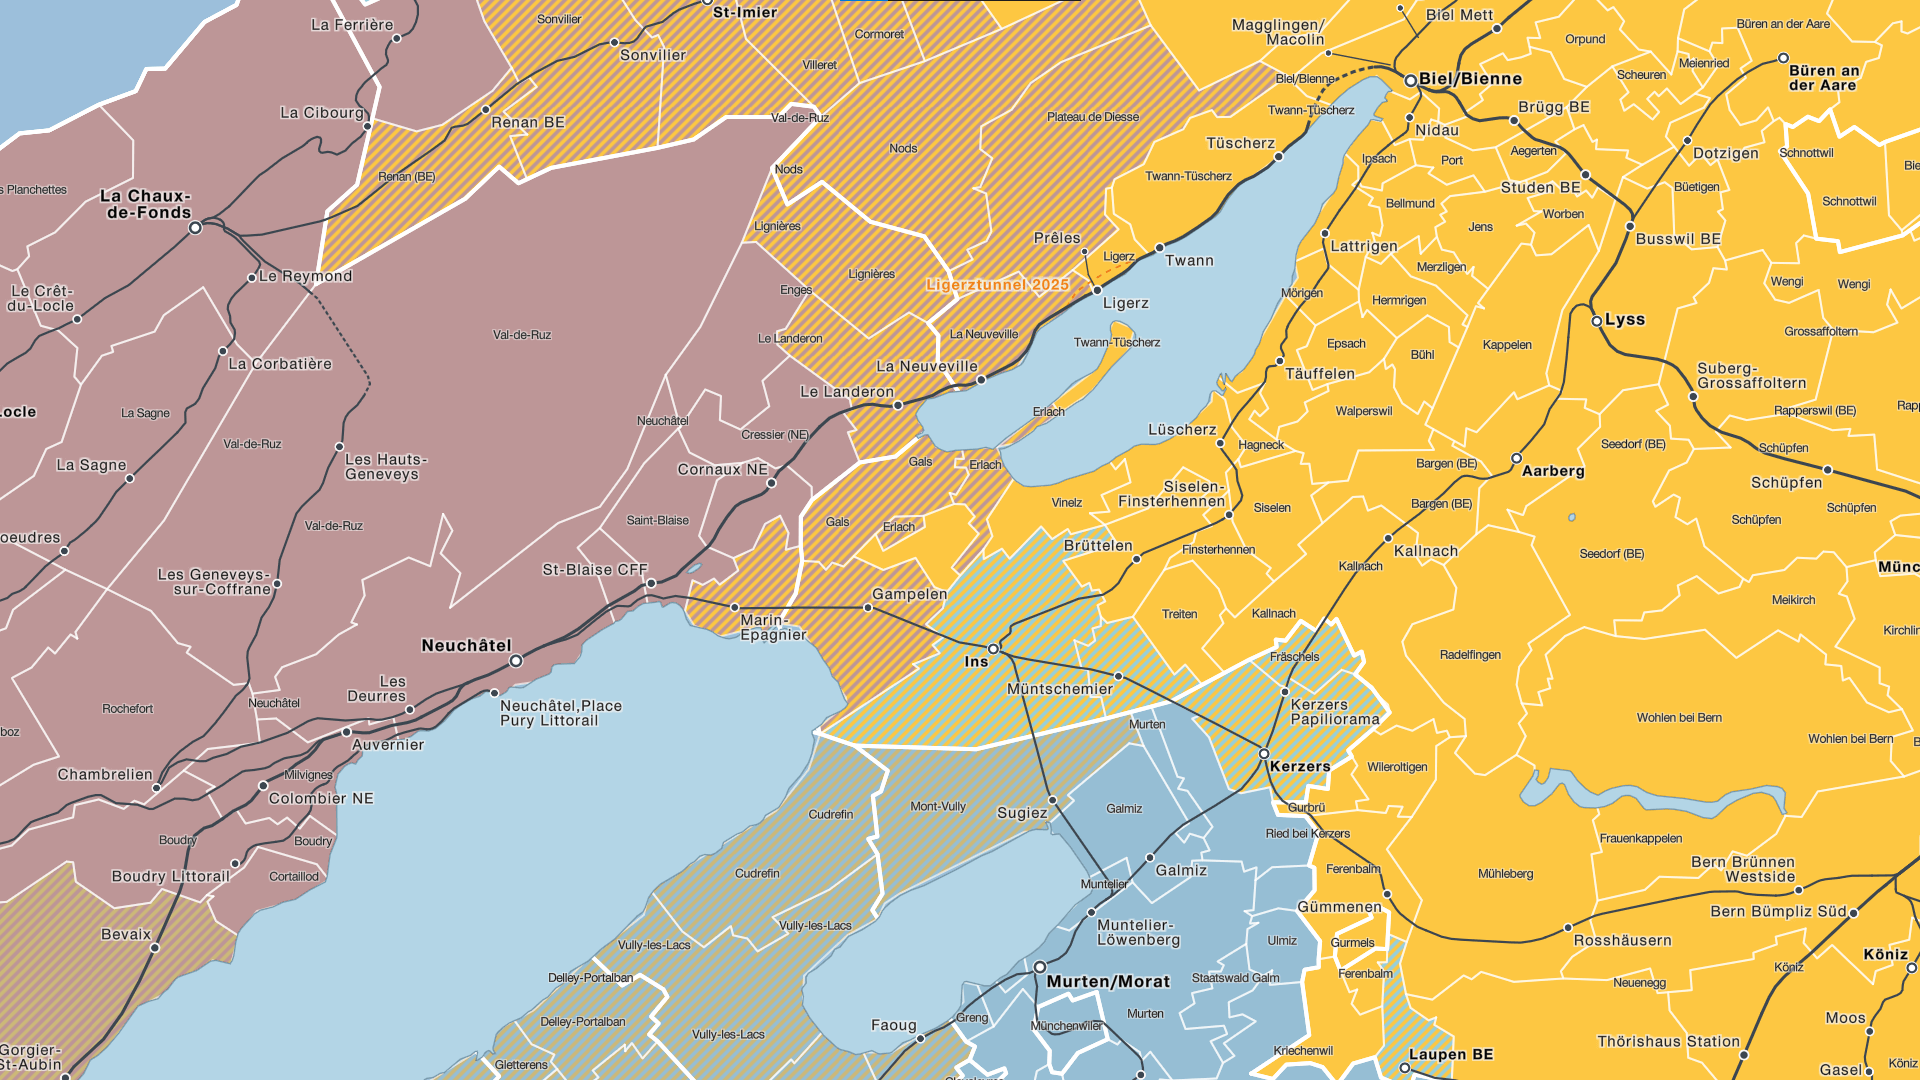 La Ferrière
Sonvilier
St-Imier
Cormoret
Magglingen/
Macolin
Biel Mett
Büren an der Aare
Orpund
Sonvilier
Villeret
Biel/Bienne
Biel/Bienne
Scheuren
Meienried
Büren an
der Aare
La Cibourg
Renan BE
Val-de-Ruz
Plateau de Diesse
Twann-Tüscherz
Brügg BE
Nidau
Tüscherz
Nods
Ipsach
Port
Aegerten
Dotzigen
Schnottwil
Bie
s Planchettes
Renan (BE)
Nods
Twann-Tüscherz
Studen BE
Büetigen
La Chaux-
de-Fonds
Bellmund
Worben
Schnottwil
Lignières
Prêles
Jens
Busswil BE
Lattrigen
Ligerz
Twann
Merzligen
Le Reymond
Lignières
Ligerztunnel 2025
Wengi
Wengi
Le Crêt-
du-Locle
Enges
Ligerz
Mörigen
Hermrigen
Val-de-Ruz
Le Landeron
La Neuveville
Twann-Tüscherz
Epsach
Bühl
Kappelen
Lyss
Grossaffoltern
La Corbatière
La Neuveville
Täuffelen
Suberg-
Grossaffoltern
Le Landeron
Locle
La Sagne
Neuchâtel
Erlach
Walperswil
Rapperswil (BE)
Rapp
Val-de-Ruz
Cressier (NE)
Lüscherz
Hagneck
Seedorf (BE)
Schüpfen
La Sagne
Les Hauts-
Geneveys
Cornaux NE
Gals
Erlach
Bargen (BE)
Aarberg
Schüpfen
Siselen-
Finsterhennen
Vinelz
Siselen
Bargen (BE)
Schüpfen
Schüpfen
Val-de-Ruz
Saint-Blaise
Gals
Erlach
oeudres
Brüttelen
Finsterhennen
Kallnach
Seedorf (BE)
Les Geneveys-
sur-Coffrane
St-Blaise CFF
Kallnach
Münc
Gampelen
Treiten
Kallnach
Meikirch
Marin-
Epagnier
Kirchlin
Neuchâtel
Ins
Fräschels
Radelfingen
Les
Deurres
Müntschemier
Rochefort
Neuchâtel
Neuchâtel,Place
Pury Littorail
Kerzers
Papiliorama
Murten
Wohlen bei Bern
boz
Auvernier
Wohlen bei Bern
B
Chambrelien
Milvignes
Kerzers
Wileroltigen
Colombier NE
Cudrefin
Mont-Vully
Sugiez
Galmiz
Gurbrü
Boudry
Boudry
Ried bei Kerzers
Frauenkappelen
Boudry Littorail
Cortaillod
Cudrefin
Muntelier
Galmiz
Ferenbalm
Mühleberg
Bern Brünnen
Westside
Gümmenen
Bern Bümpliz Süd
Bevaix
Vully-les-Lacs
Vully-les-Lacs
Muntelier-
Löwenberg
Ulmiz
Gurmels
Rosshäusern
Köniz
Delley-Portalban
Murten/Morat
Staatswald Galm
Ferenbalm
Neuenegg
Köniz
Delley-Portalban
Vully-les-Lacs
Faoug
Greng
Münchenwiler
Murten
Moos
Gorgier-
St-Aubin
Gletterens
Kriechenwil
Laupen BE
Thörishaus Station
Gasel
Köniz